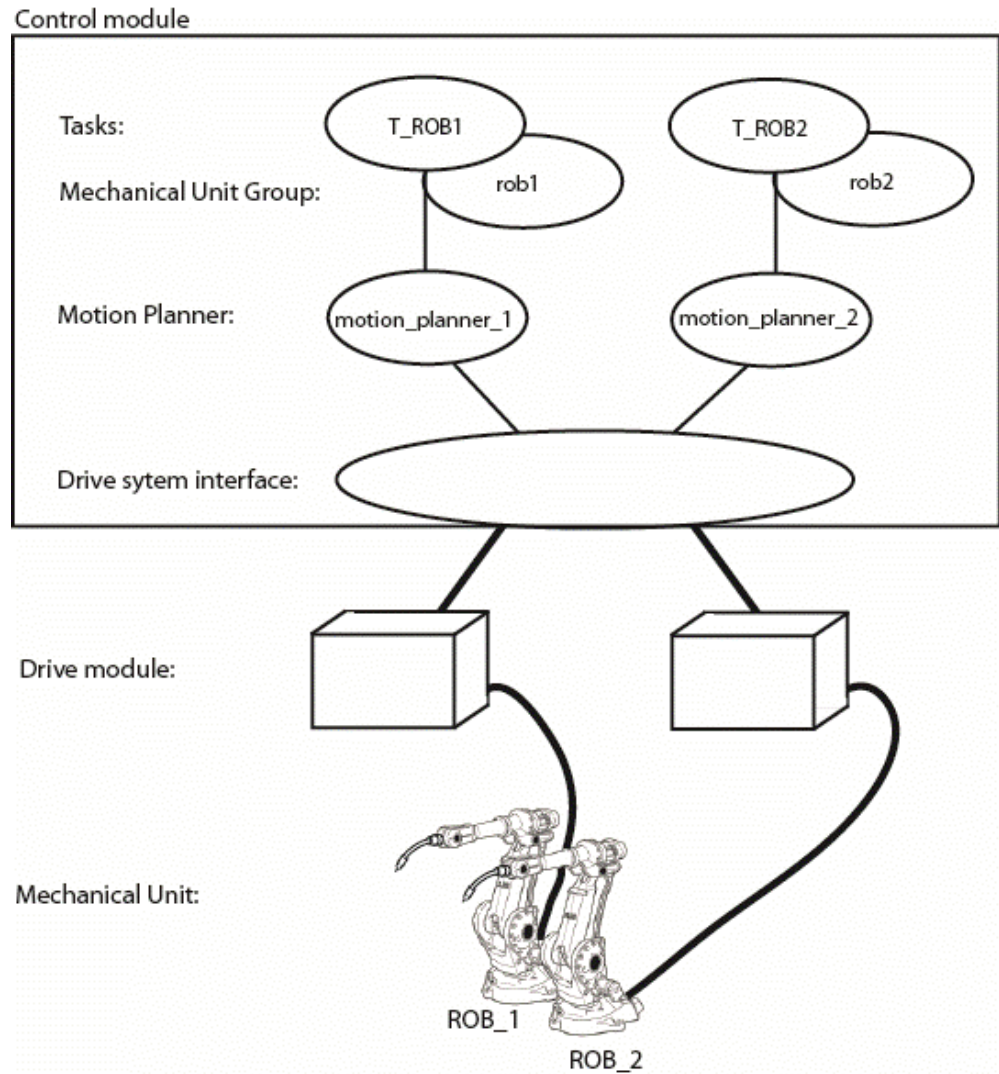 Control module
Tasks:
T_ROB1
T_ROB2
Mechanical Unit Group:
rob1
rob2
Motion Planner:
motion_planner_1
motion_planner_2
Drive sytem interface:
Drive module:
Mechanical Unit:
ROB_1
ROB_2